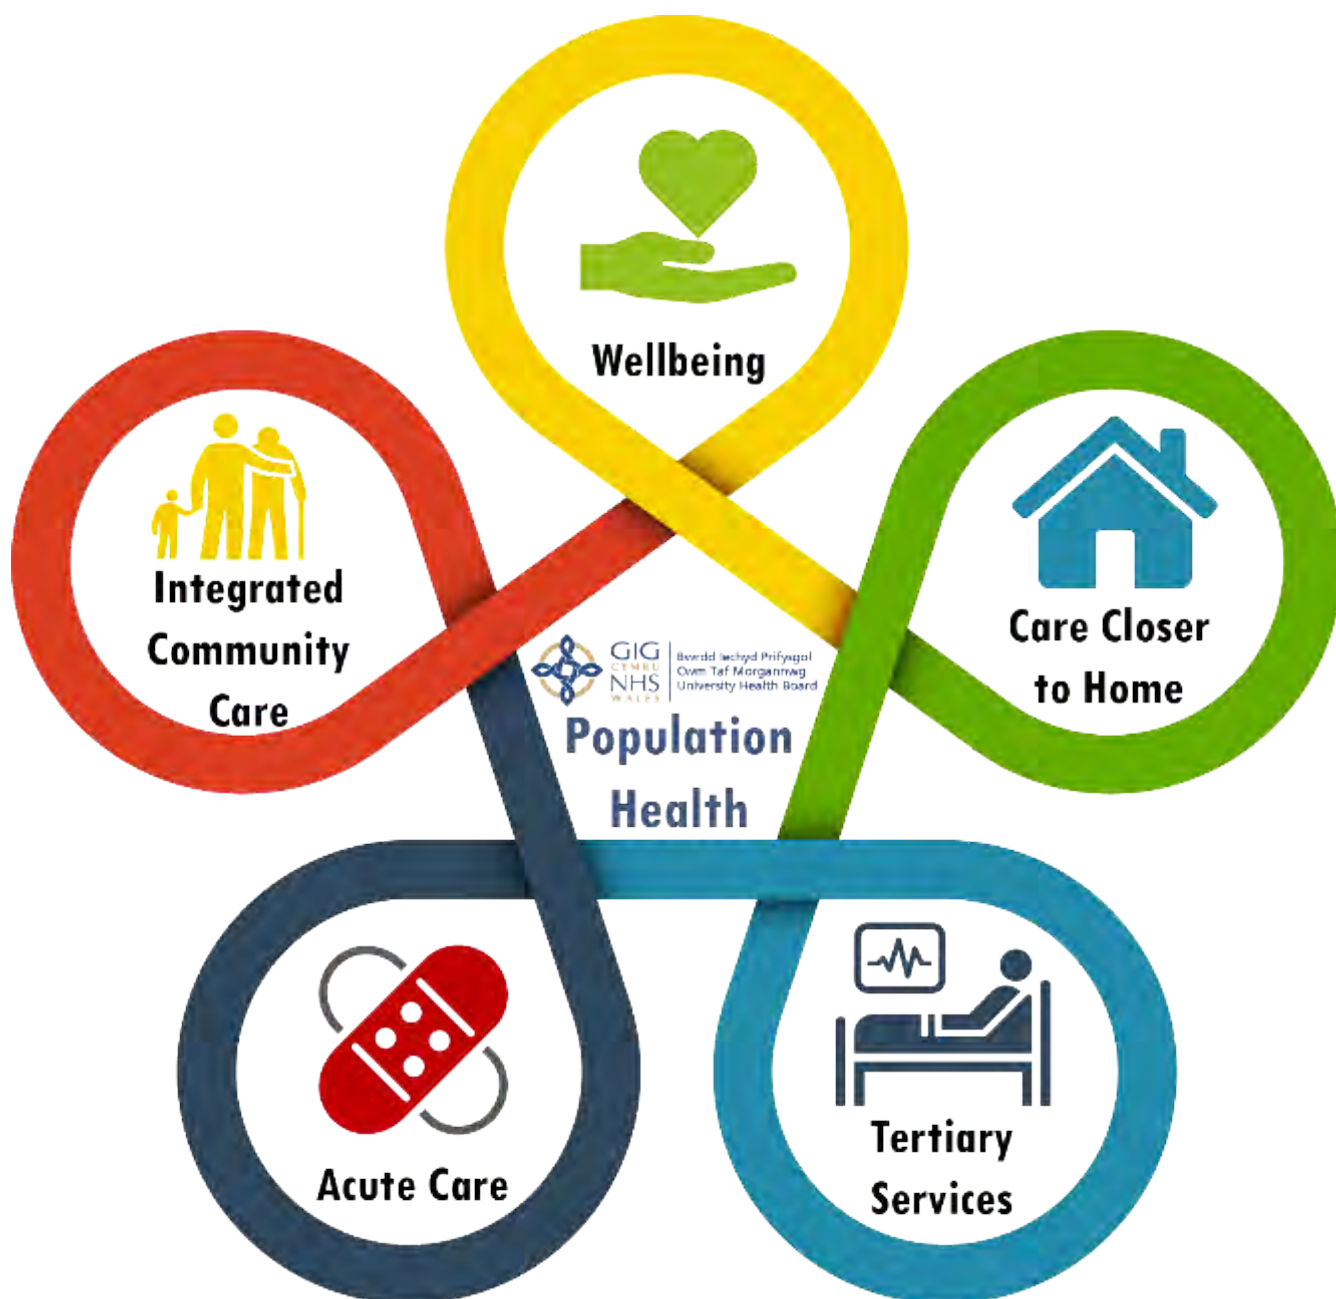 Wellbeing
Integrated
Community
Care
Care Closer
to Home
GIG
CYMRU
NHS
WALES
Bwrdd Iechyd Prifysgol
Cwm Taf Morgannwg
University Health Board
Population
Health
Acute Care
Tertiary
Services